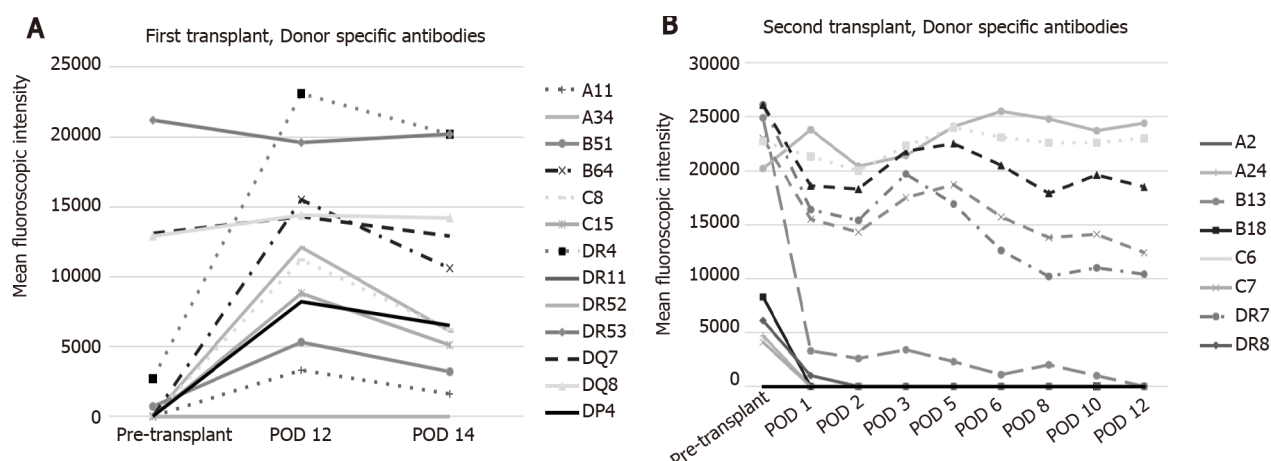 A
First transplant, Donor specific antibodies
Mean fluoroscopic intensity
25000
20000
15000
10000
5000
0
Pre-transplant
POD 12
POD 14
A11
A34
B51
B64
C8
C15
DR4
DR11
DR52
DR53
DQ7
DQ8
DP4
B
Second transplant, Donor specific antibodies
Mean fluoroscopic intensity
30000
25000
20000
15000
10000
5000
0
Pre-transplant
POD 1
POD 2
POD 3
POD 5
POD 6
POD 8
POD 10
POD 12
A2
A24
B13
B18
C6
C7
DR7
DR8